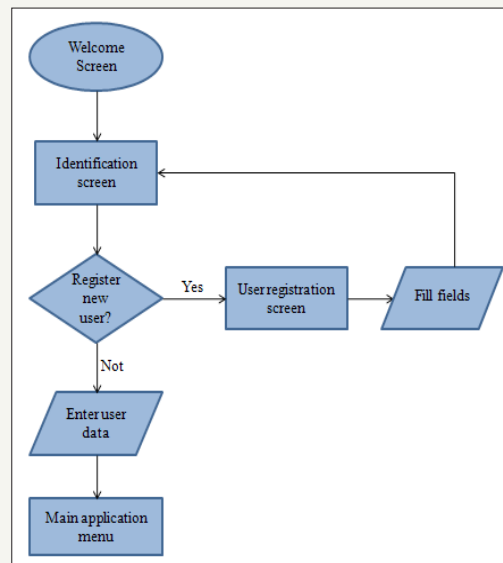 Welcome
Screen
Identification
screen
Register
new
user?
Yes
User registration
screen
Fill fields
Not
Enter user
data
Main application
menu